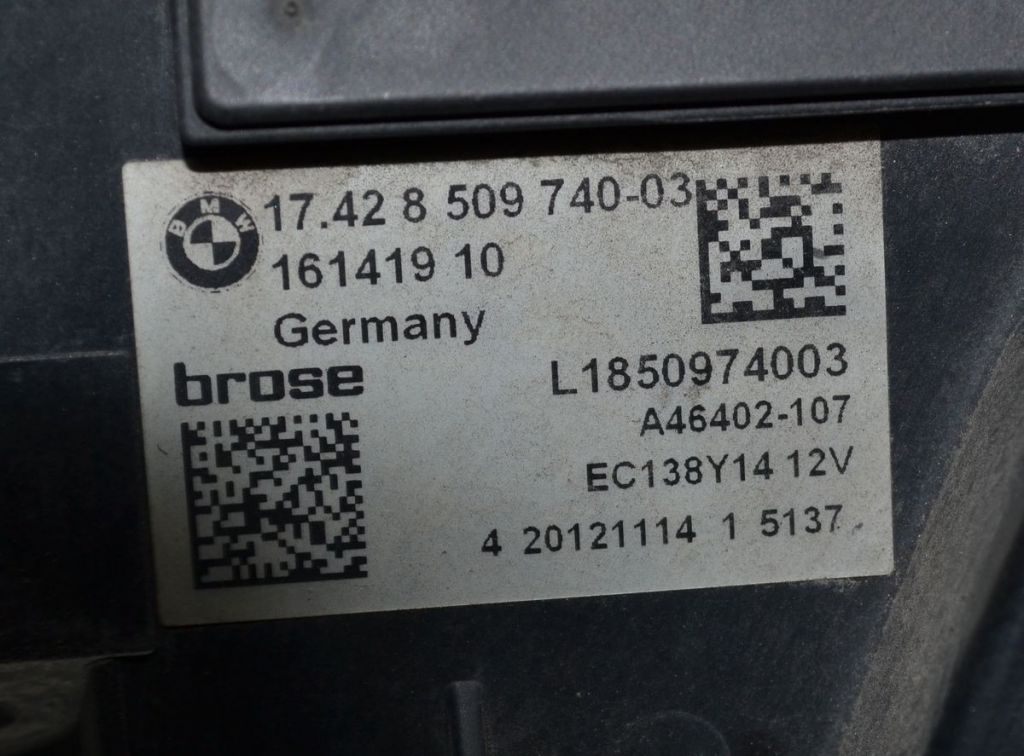 BMW
17.42 8 509 740-03
161419 10
Germany
brose
L1850974003
A46402-107
EC138Y14 12V
4 20121114 1 5137